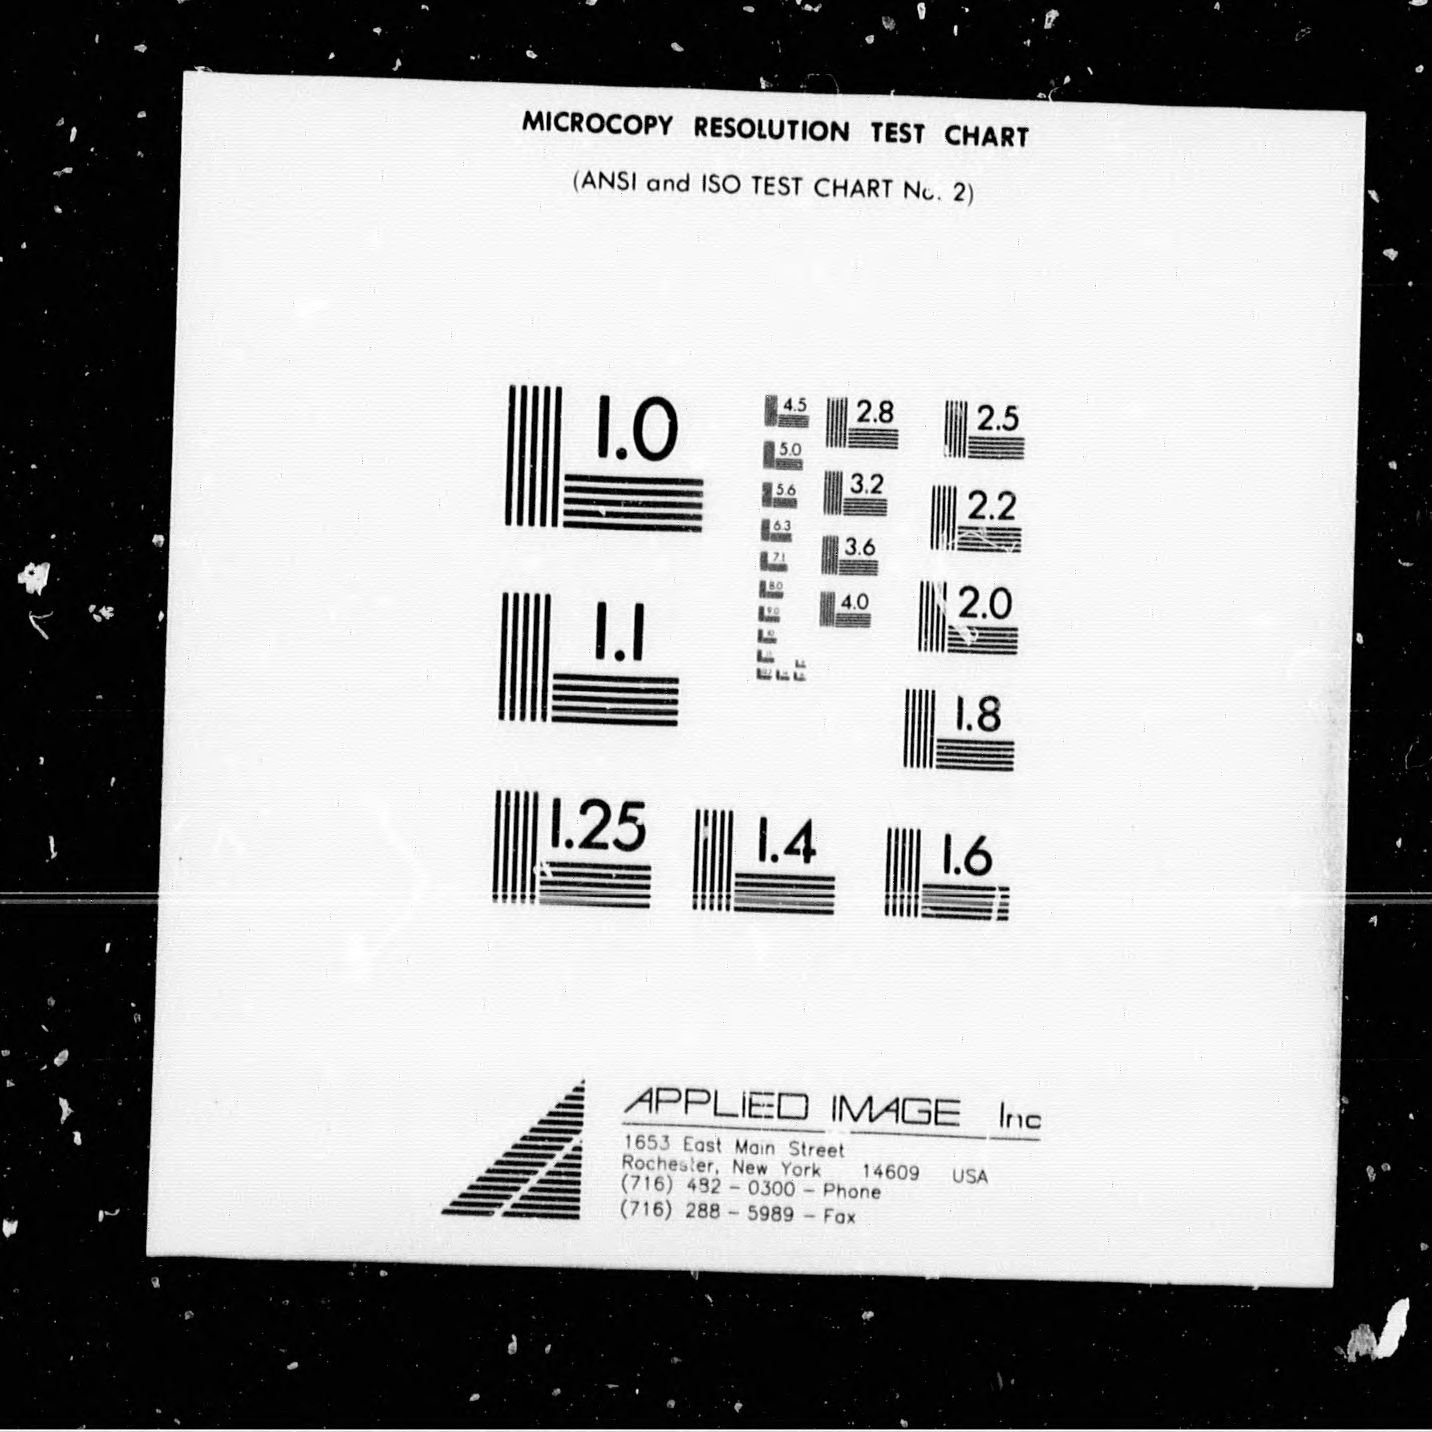 MICROCOPY RESOLUTION TEST CHART
(ANSI and ISO TEST CHART No. 2)
1.0
1.1
1.25
1.4
1.6
1.8
2.0
2.2
2.5
2.8
3.2
3.6
4.0
4.5
5.0
5.6
6.3
7.1
8.0
9.0
APPLIED IMAGE Inc
1653 East Main Street
Rochester, New York 14609 USA
(716) 482 - 0300 - Phone
(716) 288 - 5989 - Fax